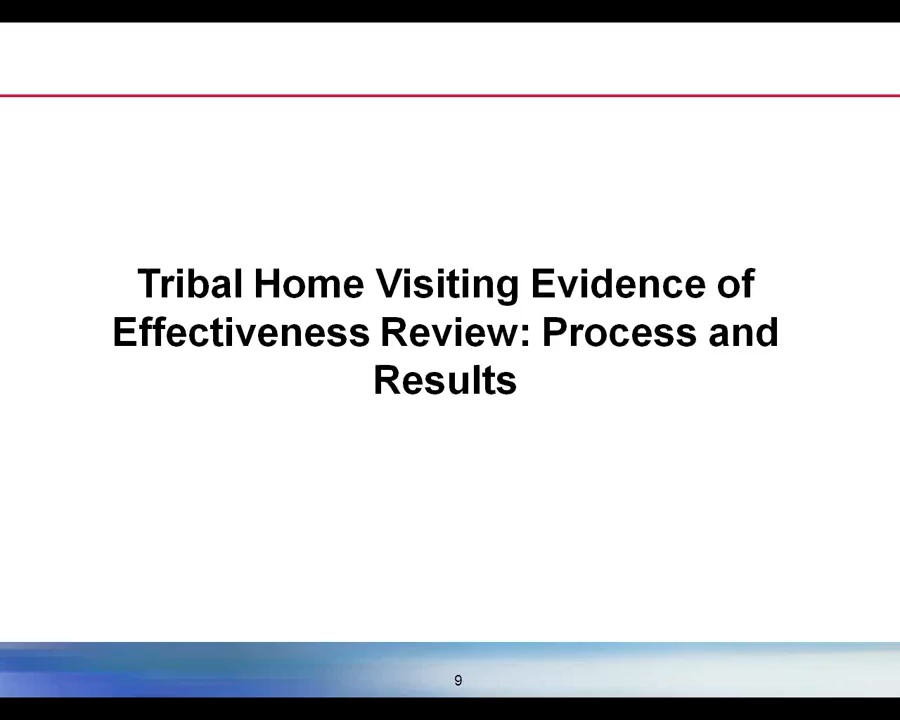 Tribal Home Visiting Evidence of
Effectiveness Review: Process and
Results
9